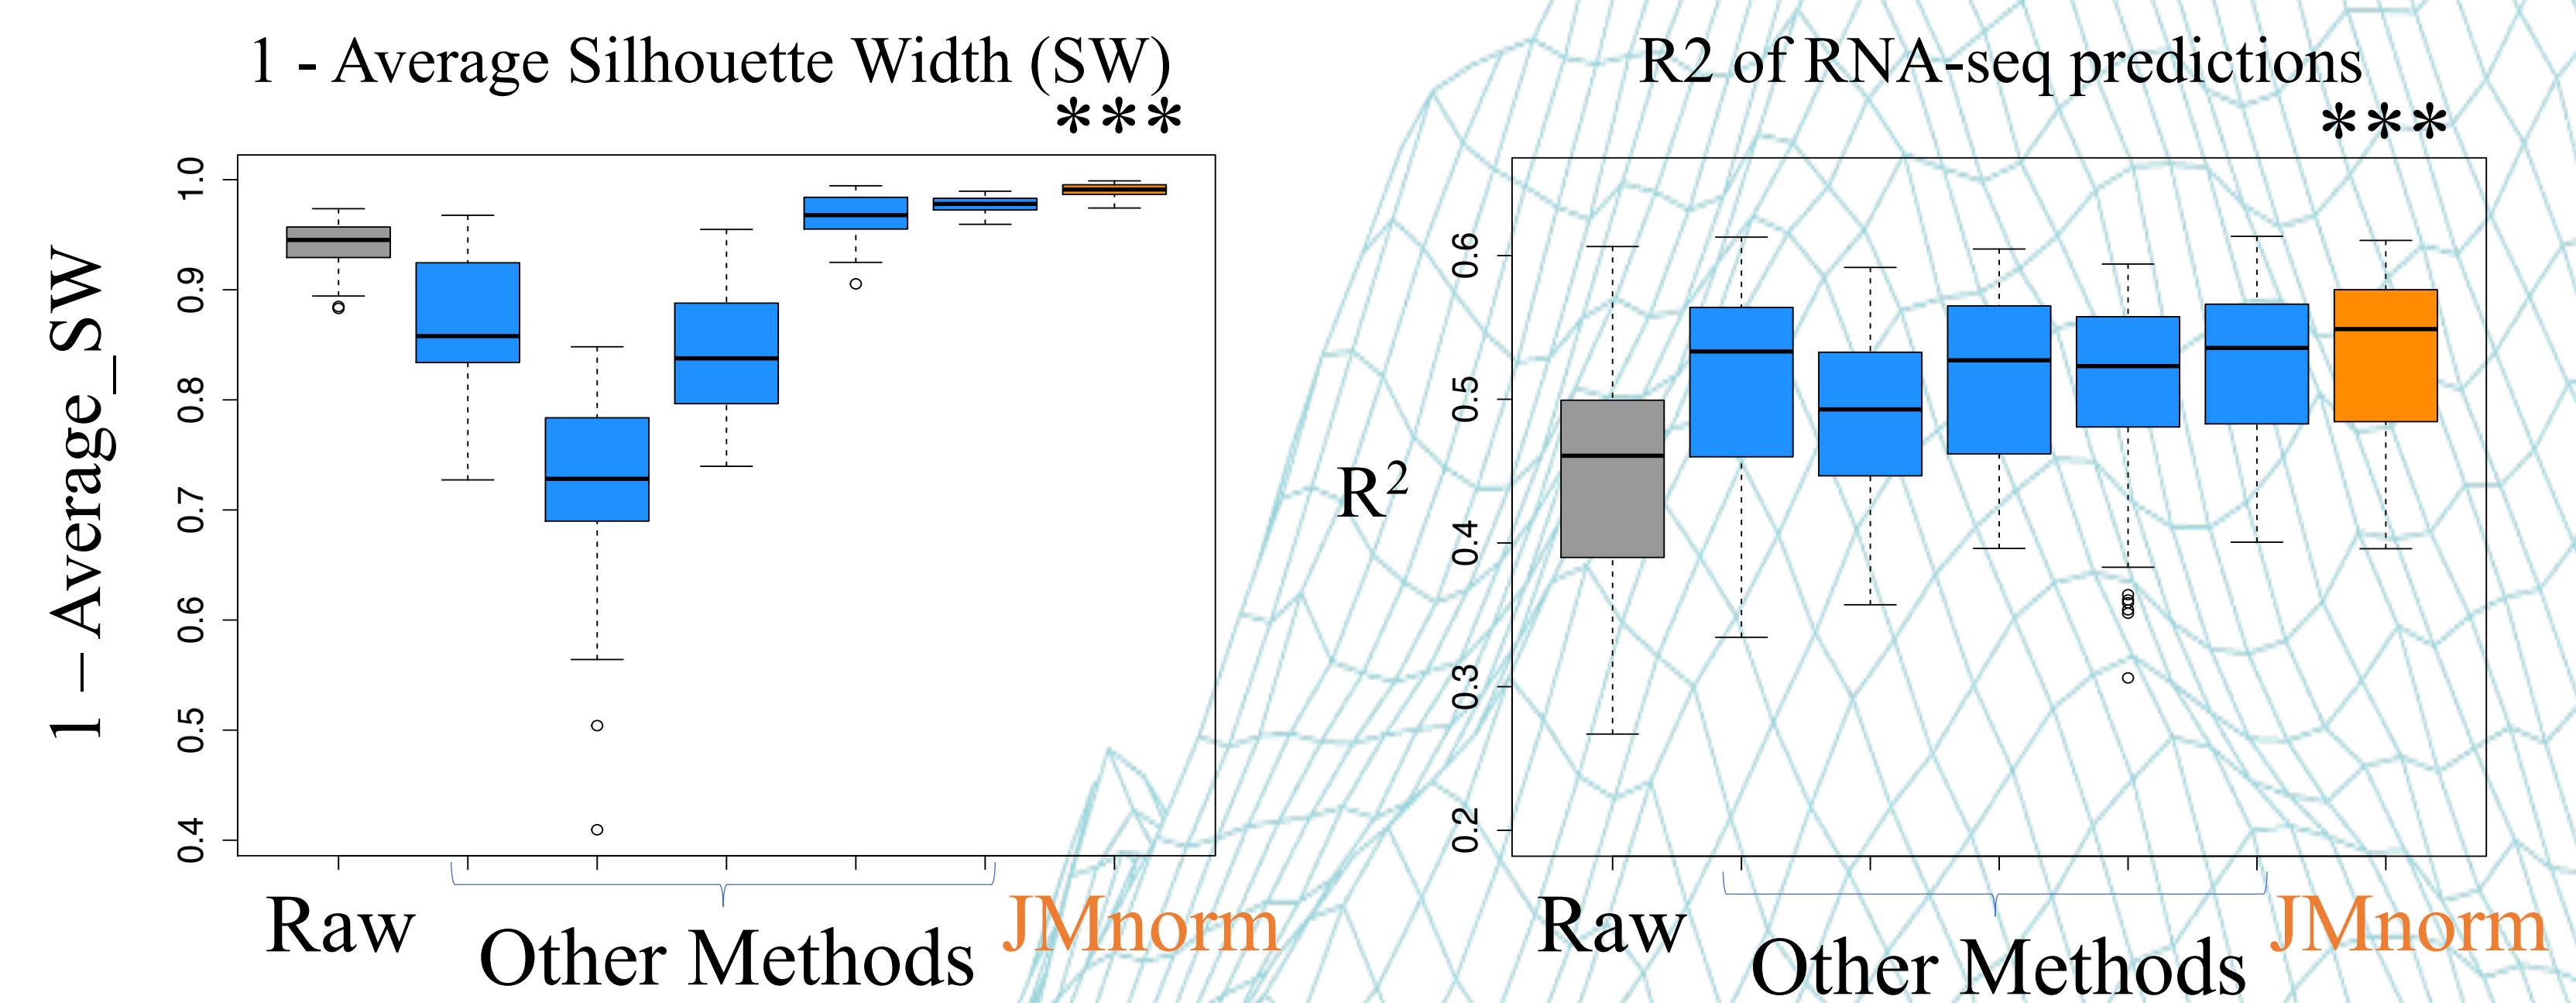 1 - Average Silhouette Width (SW)
***
1 – Average_SW
1.0
0.9
0.8
0.7
0.6
0.5
0.4
Raw
Other Methods
JMnorm
R2 of RNA-seq predictions
***
R²
0.6
0.5
0.4
0.3
0.2
Raw
Other Methods
JMnorm